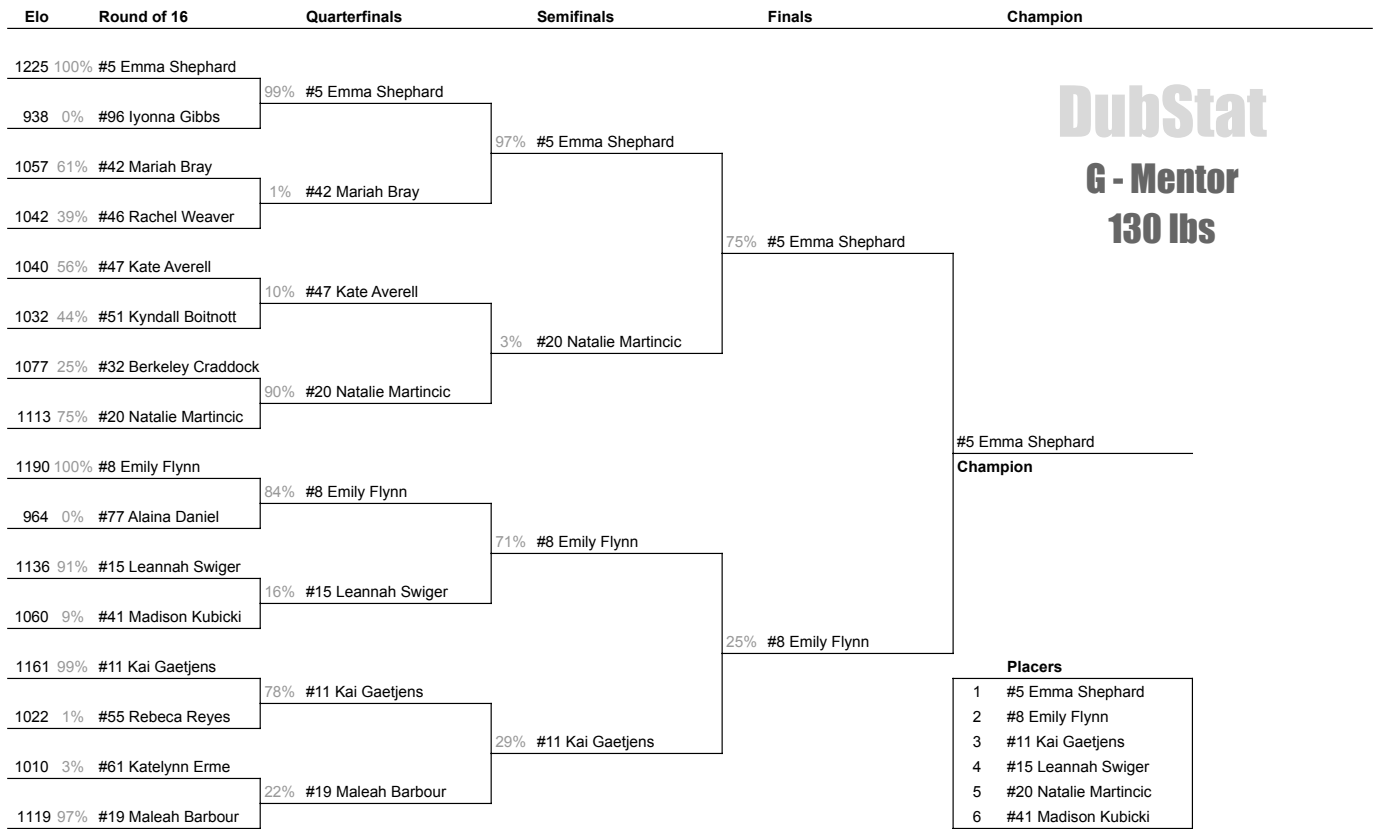 Elo Round of 16 Quarterfinals Semifinals Finals Champion
1225 100% #5 Emma Shephard
99% #5 Emma Shephard
938 0% #96 Iyonna Gibbs
97% #5 Emma Shephard
1057 61% #42 Mariah Bray
1% #42 Mariah Bray
1042 39% #46 Rachel Weaver
75% #5 Emma Shephard
1040 56% #47 Kate Averell
10% #47 Kate Averell
1032 44% #51 Kyndall Boitnott
3% #20 Natalie Martincic
1077 25% #32 Berkeley Craddock
90% #20 Natalie Martincic
1113 75% #20 Natalie Martincic
#5 Emma Shephard
Champion
1190 100% #8 Emily Flynn
84% #8 Emily Flynn
964 0% #77 Alaina Daniel
71% #8 Emily Flynn
1136 91% #15 Leannah Swiger
16% #15 Leannah Swiger
1060 9% #41 Madison Kubicki
25% #8 Emily Flynn
1161 99% #11 Kai Gaetjens
78% #11 Kai Gaetjens
1022 1% #55 Rebeca Reyes
29% #11 Kai Gaetjens
1010 3% #61 Katelynn Erme
22% #19 Maleah Barbour
1119 97% #19 Maleah Barbour
DubStat
G - Mentor
130 lbs
Placers
1 #5 Emma Shephard
2 #8 Emily Flynn
3 #11 Kai Gaetjens
4 #15 Leannah Swiger
5 #20 Natalie Martincic
6 #41 Madison Kubicki